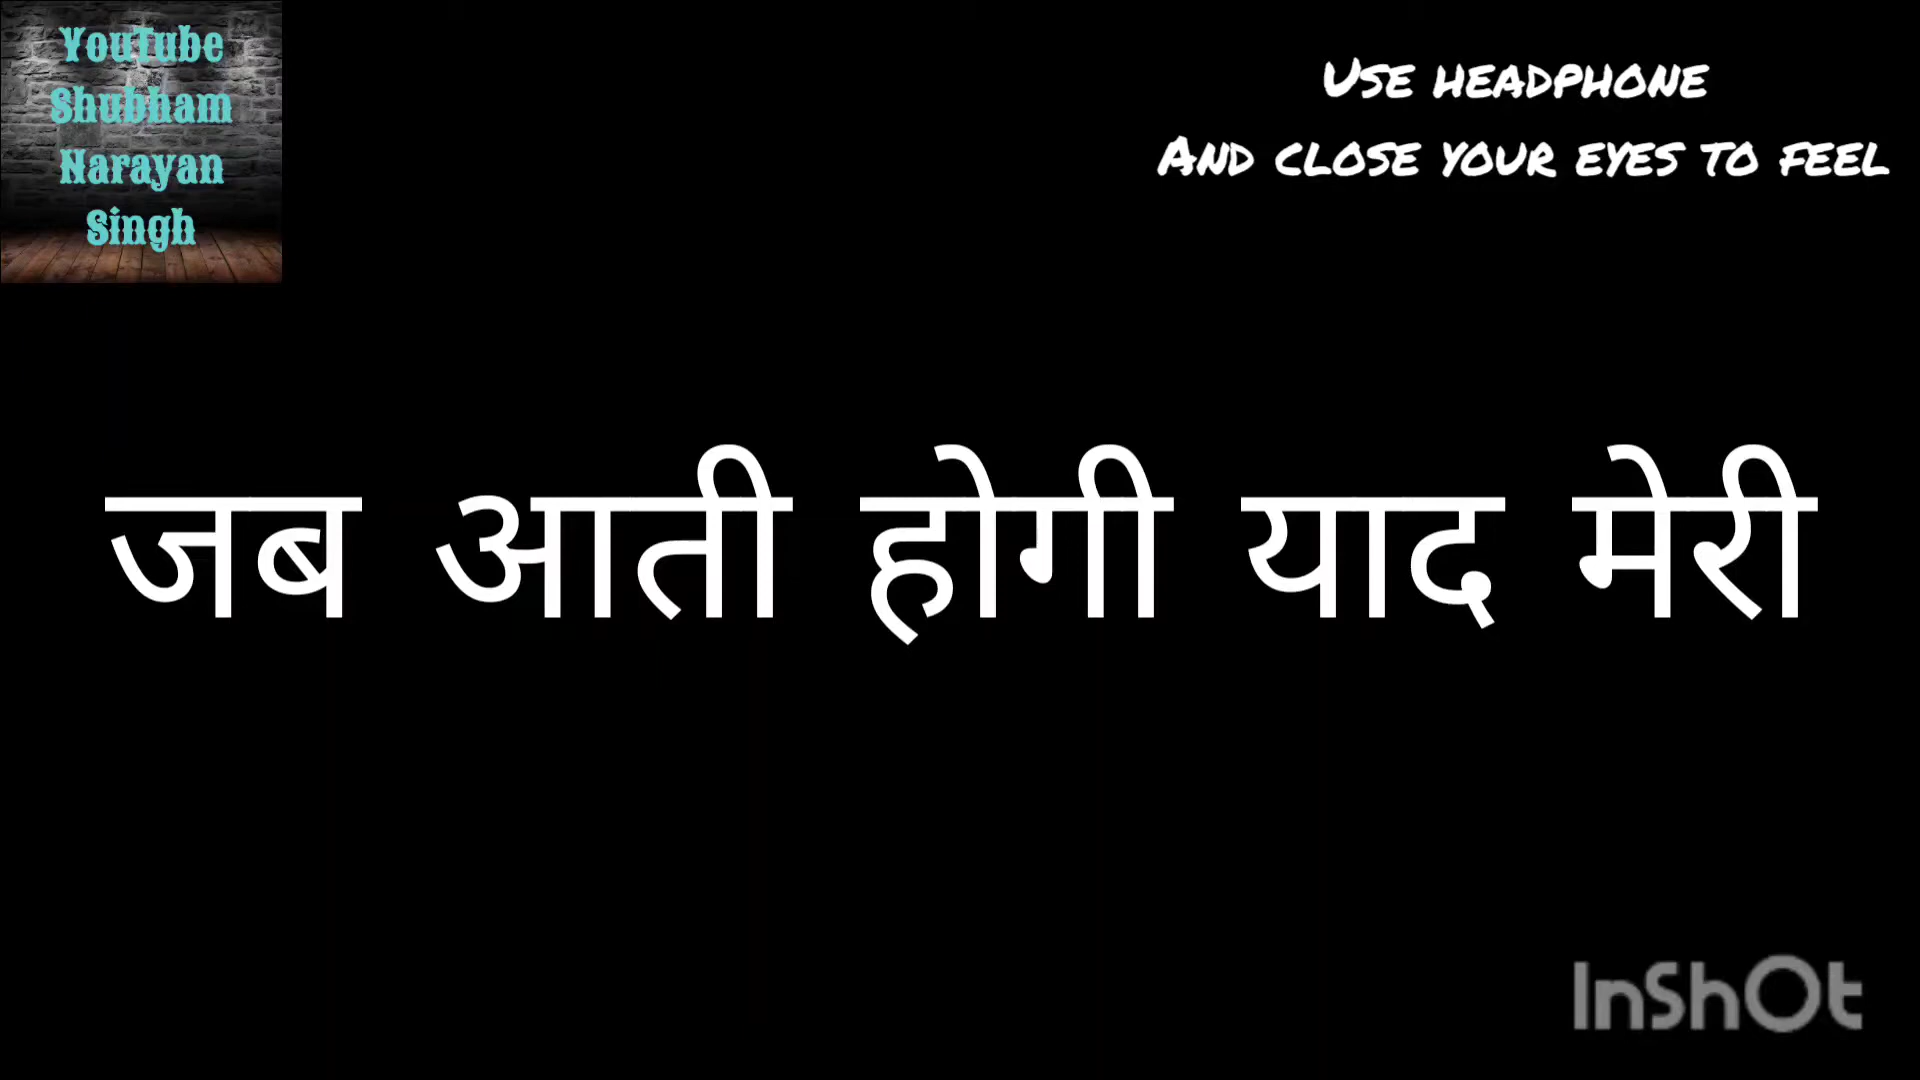 YouTube
Shubham
Narayan
Singh
Use headphone
And close your eyes to feel
जब आती होगी याद मेरी
InShOt